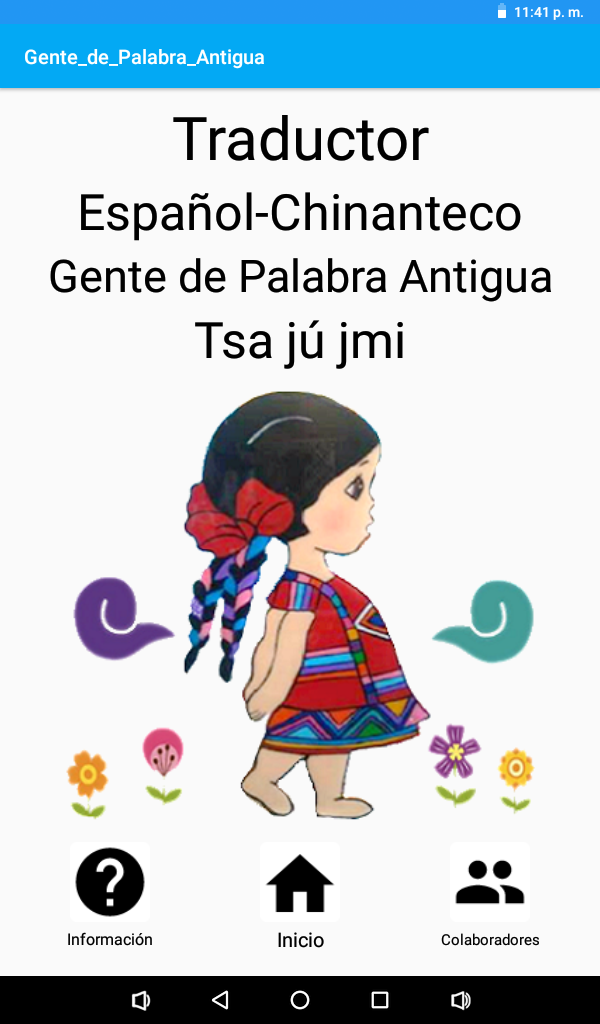 11:41 p. m.
Gente_de_Palabra_Antigua
Traductor
Español-Chinanteco
Gente de Palabra Antigua
Tsa jú jmi
Información
Inicio
Colaboradores